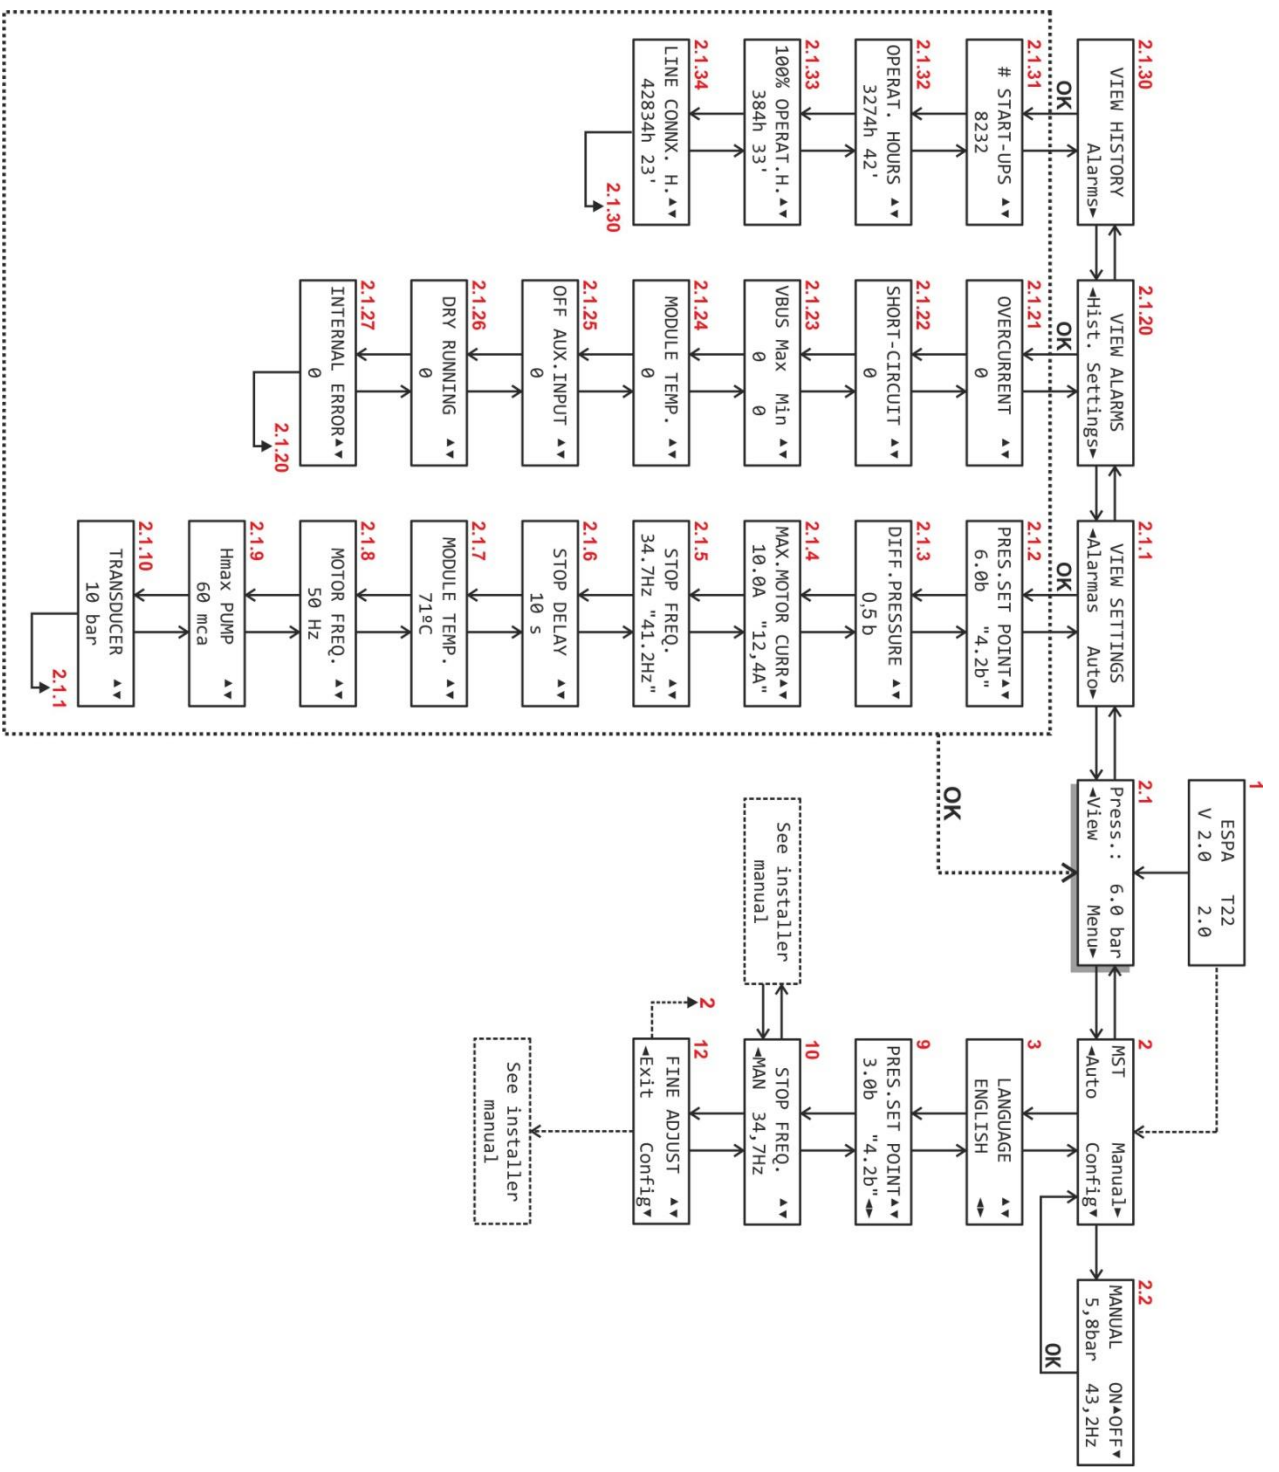 1
ESPA T22
V 2.0 2.0
2.1.30
VIEW HISTORY
Alarms►
2.1.20
VIEW ALARMS
◄Hist. Settings►
2.1.1
VIEW SETTINGS
◄Alarmas Auto►
2.1
Press.: 6.0 bar
◄View Menu►
2
MST Manual►
◄Auto Config▼
2.2
MANUAL ON▲OFF▼
5,8bar 43,2Hz
OK
OK
OK
OK
OK
2.1.31
# START-UPS ▲▼
8232
2.1.32
OPERAT. HOURS ▲▼
3274h 42'
2.1.33
100% OPERAT.H.▲▼
384h 33'
2.1.34
LINE CONNX. H.▲▼
42834h 23'
2.1.30
2.1.21
OVERCURRENT ▲▼
0
2.1.22
SHORT-CIRCUIT ▲▼
0
2.1.23
VBUS Max Min ▲▼
0 0
2.1.24
MODULE TEMP. ▲▼
0
2.1.25
OFF AUX.INPUT ▲▼
0
2.1.26
DRY RUNNING ▲▼
0
2.1.27
INTERNAL ERROR▲▼
0
2.1.20
2.1.2
PRES.SET POINT▲▼
6.0b "4.2b"
2.1.3
DIFF.PRESSURE ▲▼
0,5 b
2.1.4
MAX.MOTOR CURR▲▼
10.0A "12,4A"
2.1.5
STOP FREQ. ▲▼
34.7Hz "41.2Hz"
2.1.6
STOP DELAY ▲▼
10 s
2.1.7
MODULE TEMP. ▲▼
71ºC
2.1.8
MOTOR FREQ. ▲▼
50 Hz
2.1.9
Hmax PUMP ▲▼
60 mca
2.1.10
TRANSDUCER ▲▼
10 bar
2.1.1
3
LANGUAGE ▲▼
ENGLISH ◄►
9
PRES.SET POINT▲▼
3.0b "4.2b"◄►
See installer
manual
10
STOP FREQ. ▲▼
◄MAN 34,7Hz
2
12
FINE ADJUST ▲▼
◄Exit Config▼
See installer
manual